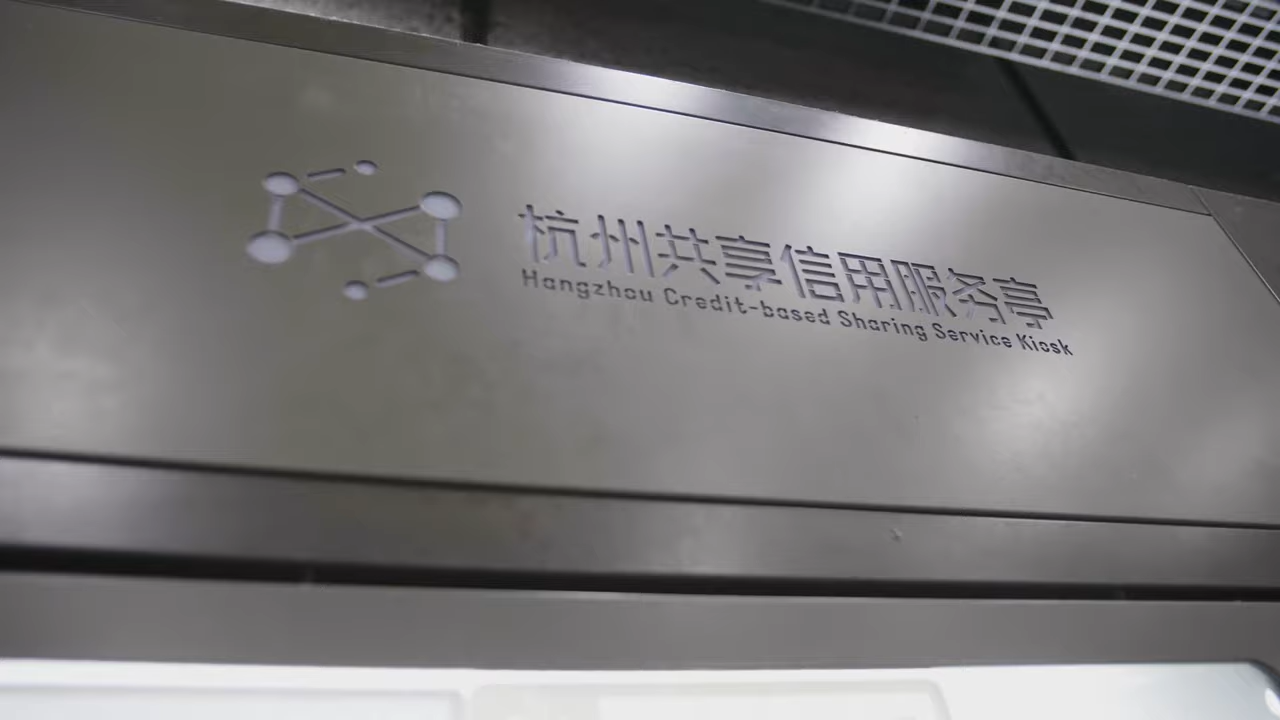 杭州共享信用服务亭
Hangzhou Credit-based Sharing Service Kiosk